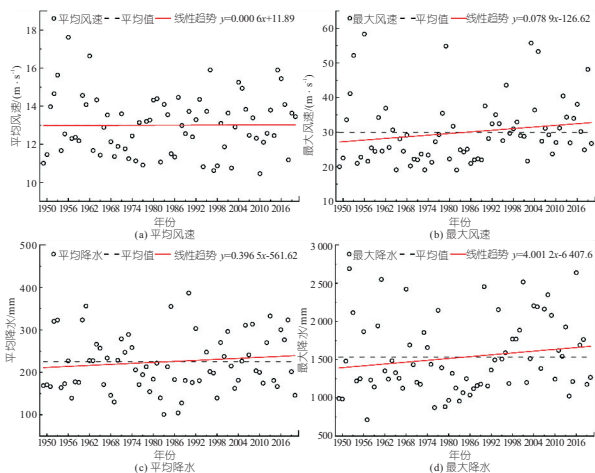 平均风速 平均值 线性趋势 y=0.000 6x+11.89
平均风速/(m·s⁻¹)
18
16
14
12
10
1950 1956 1962 1968 1974 1980 1986 1992 1998 2004 2010 2016
年份
(a) 平均风速
最大风速 平均值 线性趋势 y=0.078 9x-126.62
最大风速/(m·s⁻¹)
60
50
40
30
20
10
1950 1956 1962 1968 1974 1980 1986 1992 1998 2004 2010 2016
年份
(b) 最大风速
平均降水 平均值 线性趋势 y=0.396 5x-561.62
平均降水/mm
500
400
300
200
100
1950 1956 1962 1968 1974 1980 1986 1992 1998 2004 2010 2016
年份
(c) 平均降水
最大降水 平均值 线性趋势 y=4.001 2x-6 407.6
最大降水/mm
3 000
2 500
2 000
1 500
1 000
500
1950 1956 1962 1968 1974 1980 1986 1992 1998 2004 2010 2016
年份
(d) 最大降水